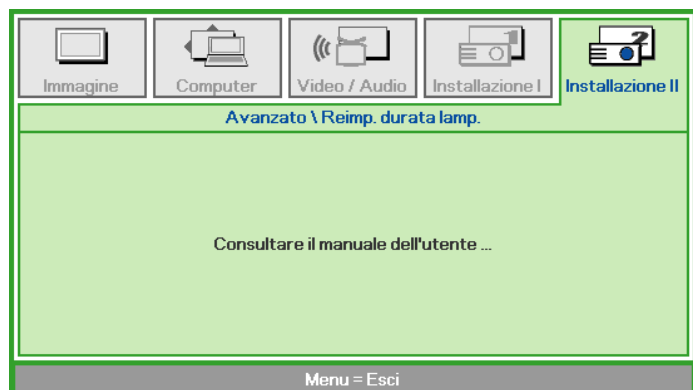 Immagine
Computer
Video / Audio
Installazione I
Installazione II
Avanzato \ Reimp. durata lamp.
Consultare il manuale dell'utente ...
Menu = Esci